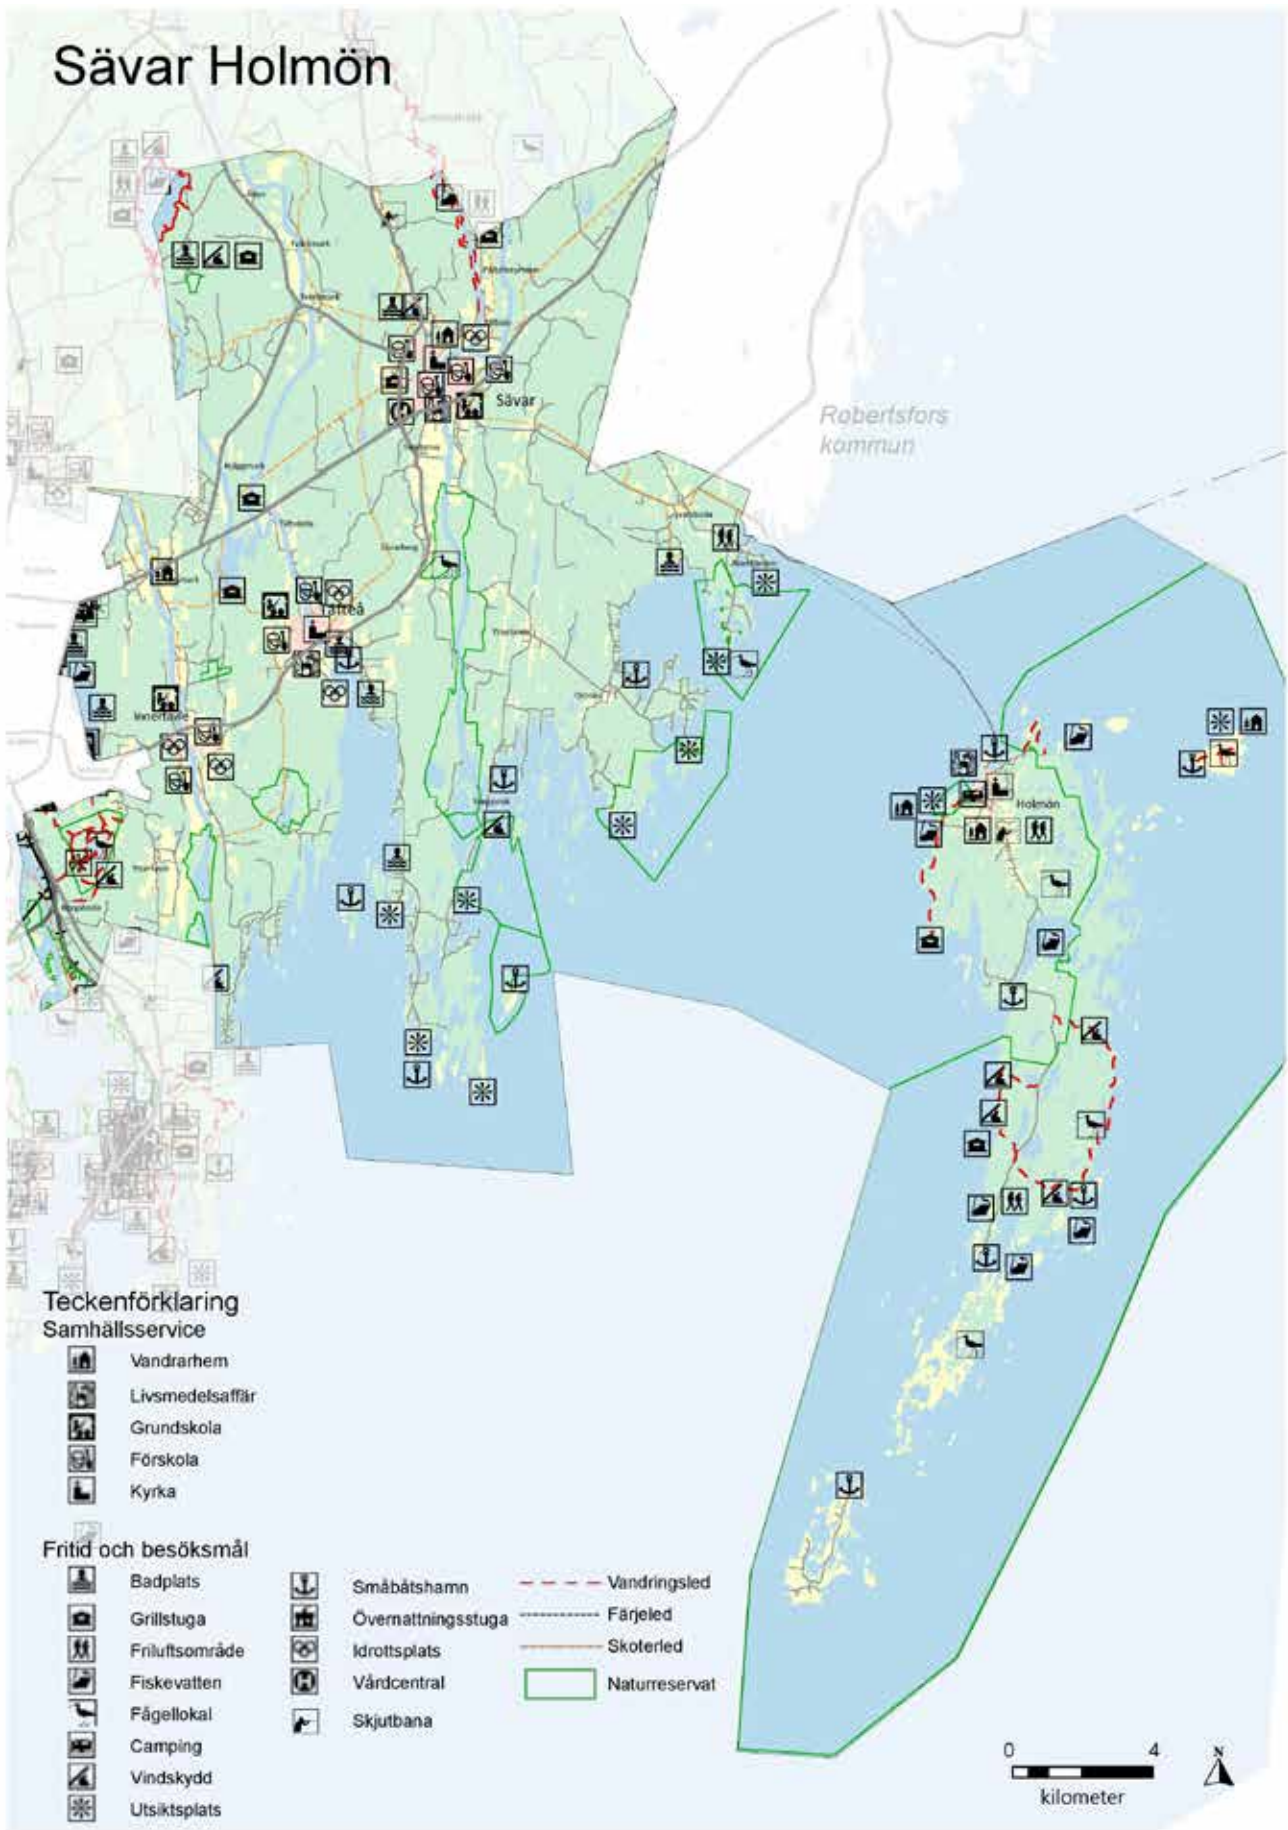 Sävar Holmön
Sävar
Robertsfors
kommun
Täfteå
Innertavle
Holmön
Teckenförklaring
Samhällsservice
Vandrarhem
Livsmedelsaffär
Grundskola
Förskola
Kyrka
Fritid och besöksmål
Badplats
Grillstuga
Friluftsområde
Fiskevatten
Fågellokal
Camping
Vindskydd
Utsiktsplats
Småbåtshamn
Övernattningsstuga
Idrottsplats
Vårdcentral
Skjutbana
Vandringsled
Färjeled
Skoterled
Naturreservat
0 4
kilometer
N